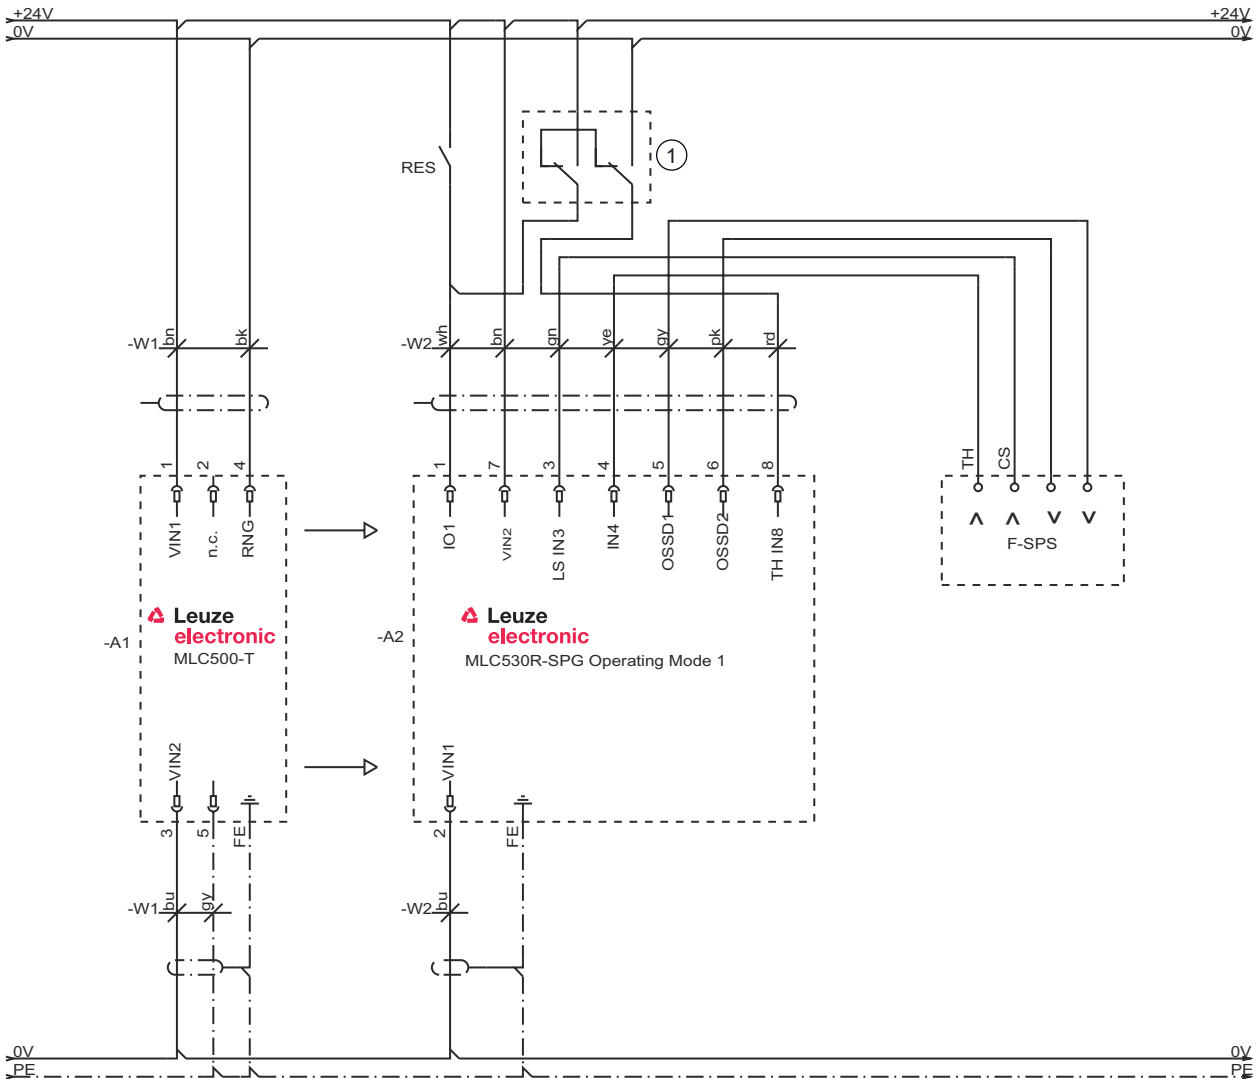 +24V +24V
0V 0V
1
RES
TH CS
-W1 bn bk
-W2 wh bn gn ye gy pk rd
1 2 4
1 7 3 4 5 6 8
VIN1 n.c. RNG
IO1 VIN2 LS IN3 IN4 OSSD1 OSSD2 TH IN8
F-SPS
Leuze
electronic
MLC500-T
-A1
Leuze
electronic
MLC530R-SPG Operating Mode 1
-A2
VIN2
VIN1
3 5 FE
2 FE
-W1 bu gy
-W2 bu
0V 0V
PE PE